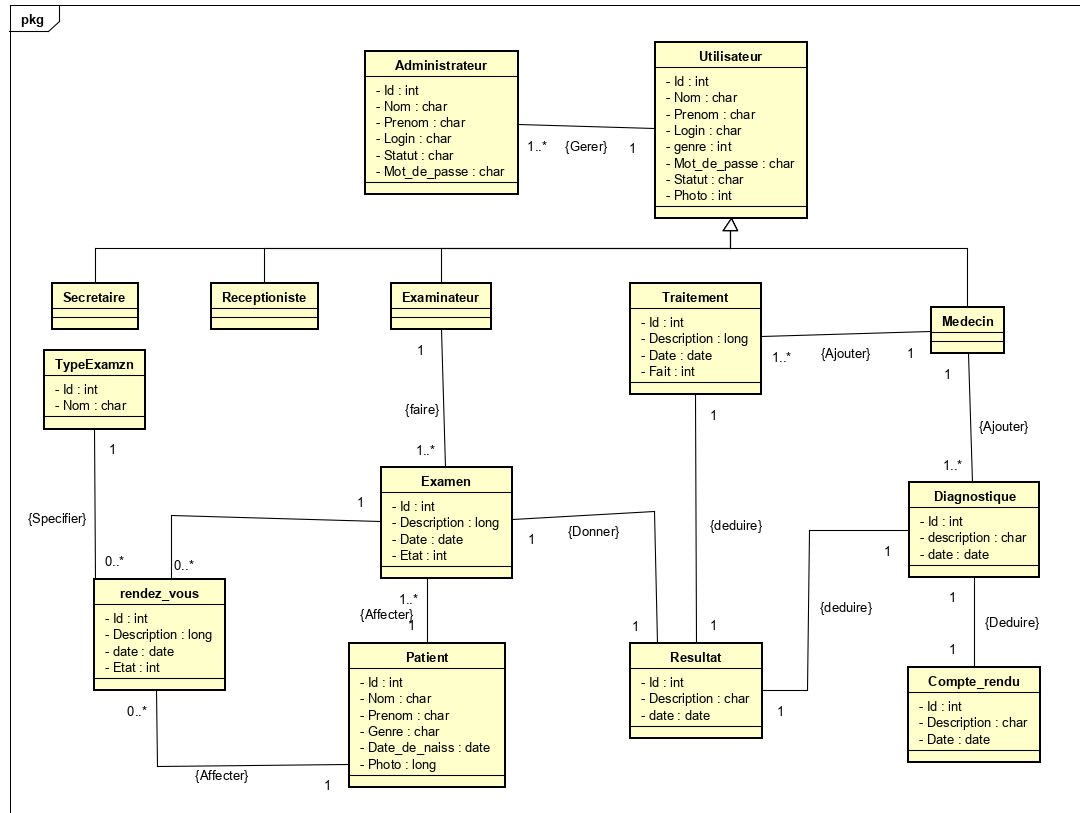 pkg
Administrateur
- Id : int
- Nom : char
- Prenom : char
- Login : char
- Statut : char
- Mot_de_passe : char
Utilisateur
- Id : int
- Nom : char
- Prenom : char
- Login : char
- genre : int
- Mot_de_passe : char
- Statut : char
- Photo : int
1..* {Gerer} 1
Secretaire
Receptioniste
Examinateur
Traitement
- Id : int
- Description : long
- Date : date
- Fait : int
Medecin
1..* {Ajouter} 1
TypeExamzn
- Id : int
- Nom : char
1
{faire}
1..*
1
{Ajouter}
1..*
1
{Specifier}
0..*
Examen
- Id : int
- Description : long
- Date : date
- Etat : int
1
0..*
1
{Donner}
1
1
{deduire}
1
Diagnostique
- Id : int
- description : char
- date : date
1
{deduire}
1
1
{Deduire}
1
rendez_vous
- Id : int
- Description : long
- date : date
- Etat : int
1..*
{Affecter}
1
Patient
- Id : int
- Nom : char
- Prenom : char
- Genre : char
- Date_de_naiss : date
- Photo : long
Resultat
- Id : int
- Description : char
- date : date
Compte_rendu
- Id : int
- Description : char
- Date : date
0..*
{Affecter}
1